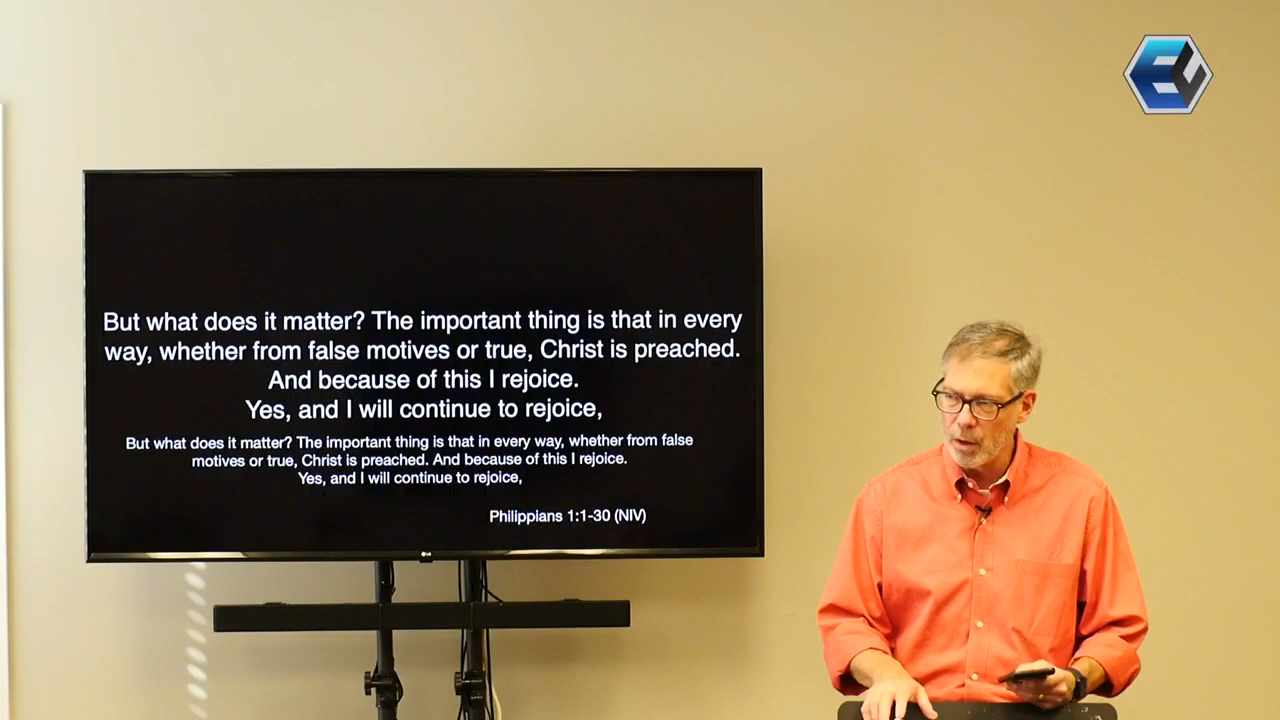 But what does it matter? The important thing is that in every
way, whether from false motives or true, Christ is preached.
And because of this I rejoice.
Yes, and I will continue to rejoice,
But what does it matter? The important thing is that in every way, whether from false
motives or true, Christ is preached. And because of this I rejoice.
Yes, and I will continue to rejoice,
Philippians 1:1-30 (NIV)
LG